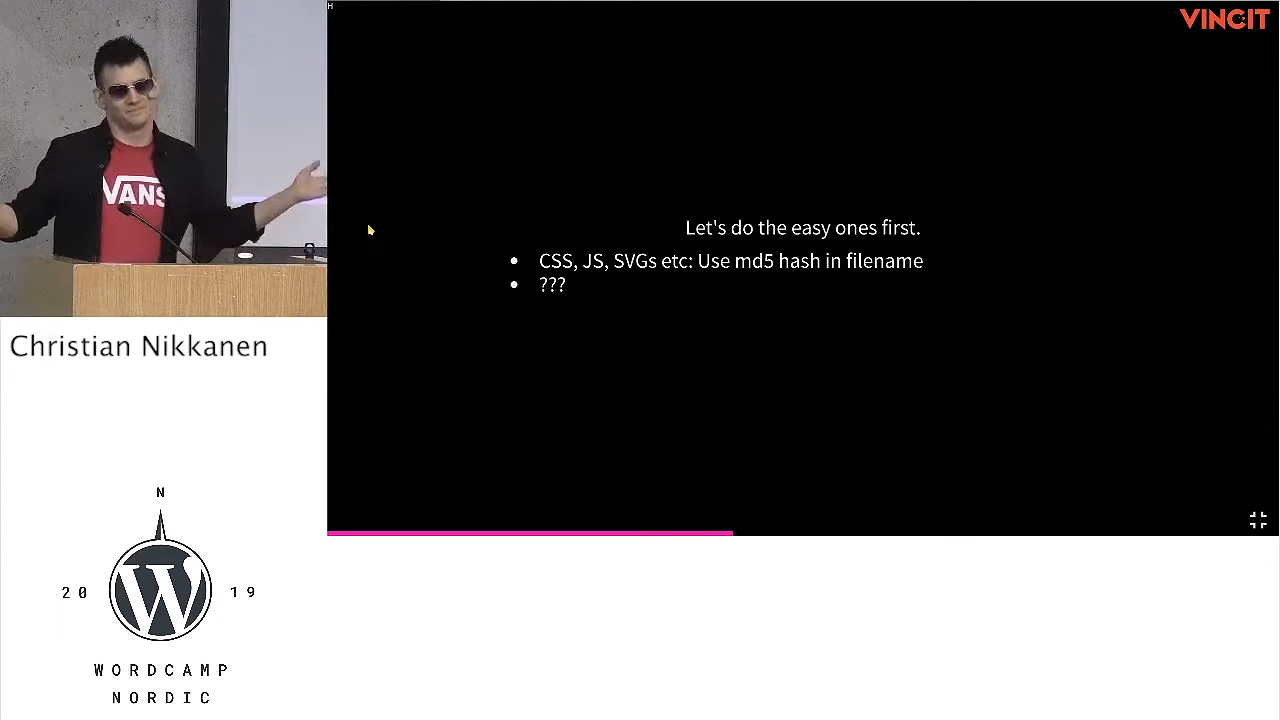 H
VINCIT
VANS
Let's do the easy ones first.
• CSS, JS, SVGs etc: Use md5 hash in filename
• ???
Christian Nikkanen
N
20 19
W
WORDCAMP
NORDIC